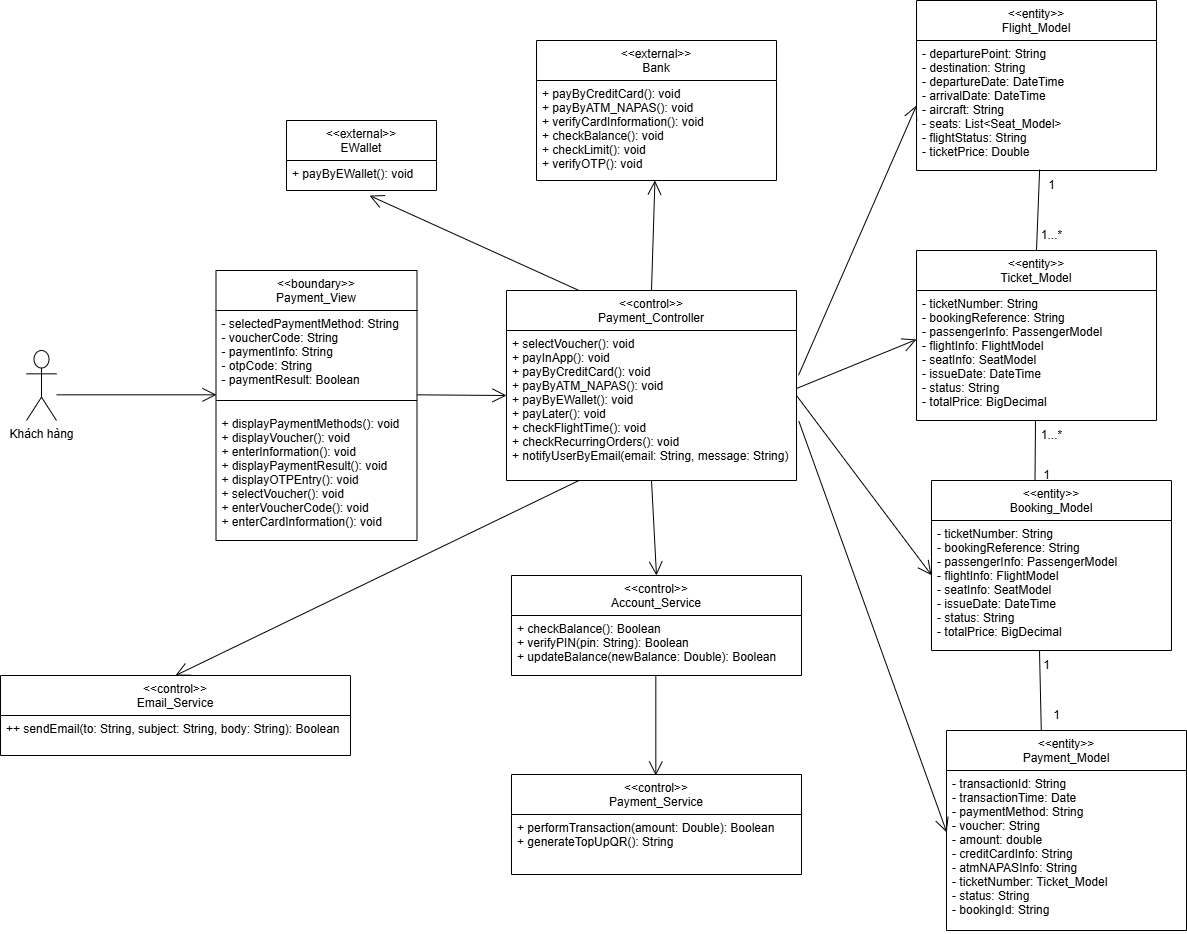 <<entity>>
Flight_Model
- departurePoint: String
- destination: String
- departureDate: DateTime
- arrivalDate: DateTime
- aircraft: String
- seats: List<Seat_Model>
- flightStatus: String
- ticketPrice: Double
<<external>>
Bank
+ payByCreditCard(): void
+ payByATM_NAPAS(): void
+ verifyCardInformation(): void
+ checkBalance(): void
+ checkLimit(): void
+ verifyOTP(): void
<<external>>
EWallet
+ payByEWallet(): void
1
1...*
<<entity>>
Ticket_Model
- ticketNumber: String
- bookingReference: String
- passengerInfo: PassengerModel
- flightInfo: FlightModel
- seatInfo: SeatModel
- issueDate: DateTime
- status: String
- totalPrice: BigDecimal
<<boundary>>
Payment_View
- selectedPaymentMethod: String
- voucherCode: String
- paymentInfo: String
- otpCode: String
- paymentResult: Boolean
+ displayPaymentMethods(): void
+ displayVoucher(): void
+ enterInformation(): void
+ displayPaymentResult(): void
+ displayOTPEntry(): void
+ selectVoucher(): void
+ enterVoucherCode(): void
+ enterCardInformation(): void
<<control>>
Payment_Controller
+ selectVoucher(): void
+ payInApp(): void
+ payByCreditCard(): void
+ payByATM_NAPAS(): void
+ payByEWallet(): void
+ payLater(): void
+ checkFlightTime(): void
+ checkRecurringOrders(): void
+ notifyUserByEmail(email: String, message: String)
Khách hàng
1...*
1
<<entity>>
Booking_Model
- ticketNumber: String
- bookingReference: String
- passengerInfo: PassengerModel
- flightInfo: FlightModel
- seatInfo: SeatModel
- issueDate: DateTime
- status: String
- totalPrice: BigDecimal
<<control>>
Account_Service
+ checkBalance(): Boolean
+ verifyPIN(pin: String): Boolean
+ updateBalance(newBalance: Double): Boolean
<<control>>
Email_Service
++ sendEmail(to: String, subject: String, body: String): Boolean
1
1
<<entity>>
Payment_Model
- transactionId: String
- transactionTime: Date
- paymentMethod: String
- voucher: String
- amount: double
- creditCardInfo: String
- atmNAPASInfo: String
- ticketNumber: Ticket_Model
- status: String
- bookingId: String
<<control>>
Payment_Service
+ performTransaction(amount: Double): Boolean
+ generateTopUpQR(): String